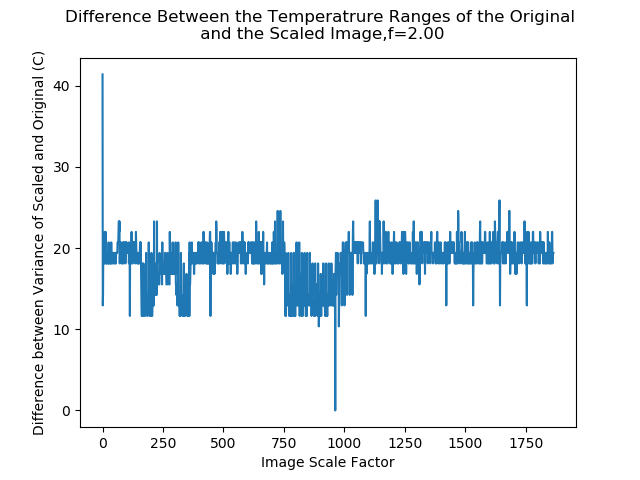 Difference Between the Temperatrure Ranges of the Original
and the Scaled Image,f=2.00
Difference between Variance of Scaled and Original (C)
40
30
20
10
0
0 250 500 750 1000 1250 1500 1750
Image Scale Factor